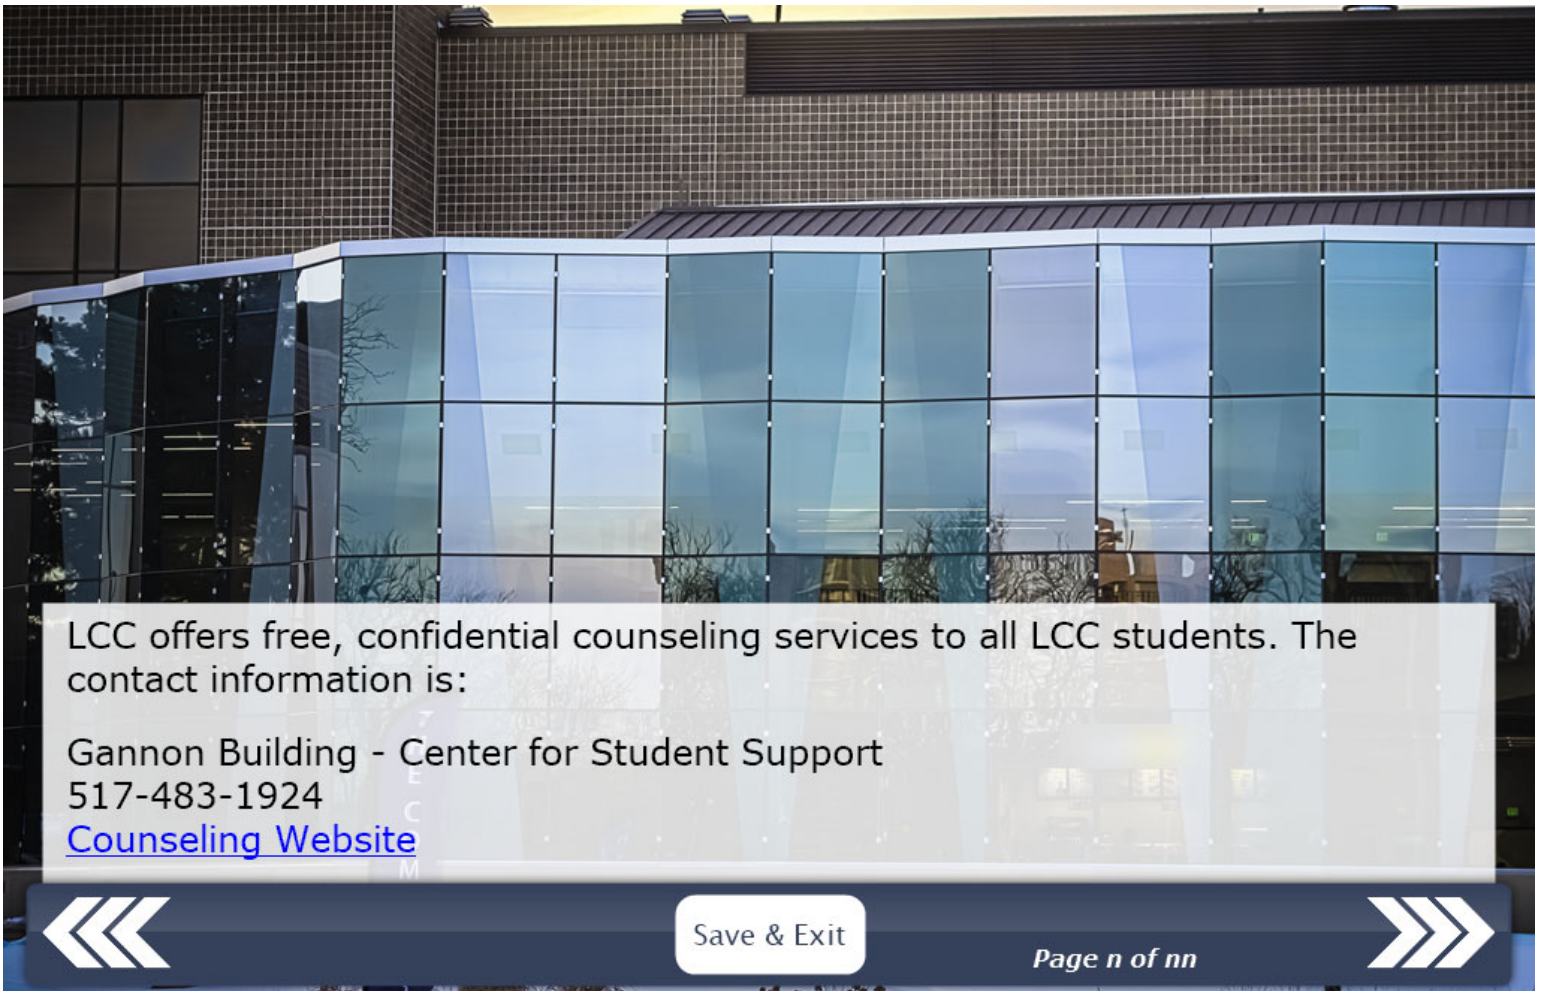 LCC offers free, confidential counseling services to all LCC students. The
contact information is:
Gannon Building - Center for Student Support
517-483-1924
Counseling Website
Save & Exit
Page n of nn